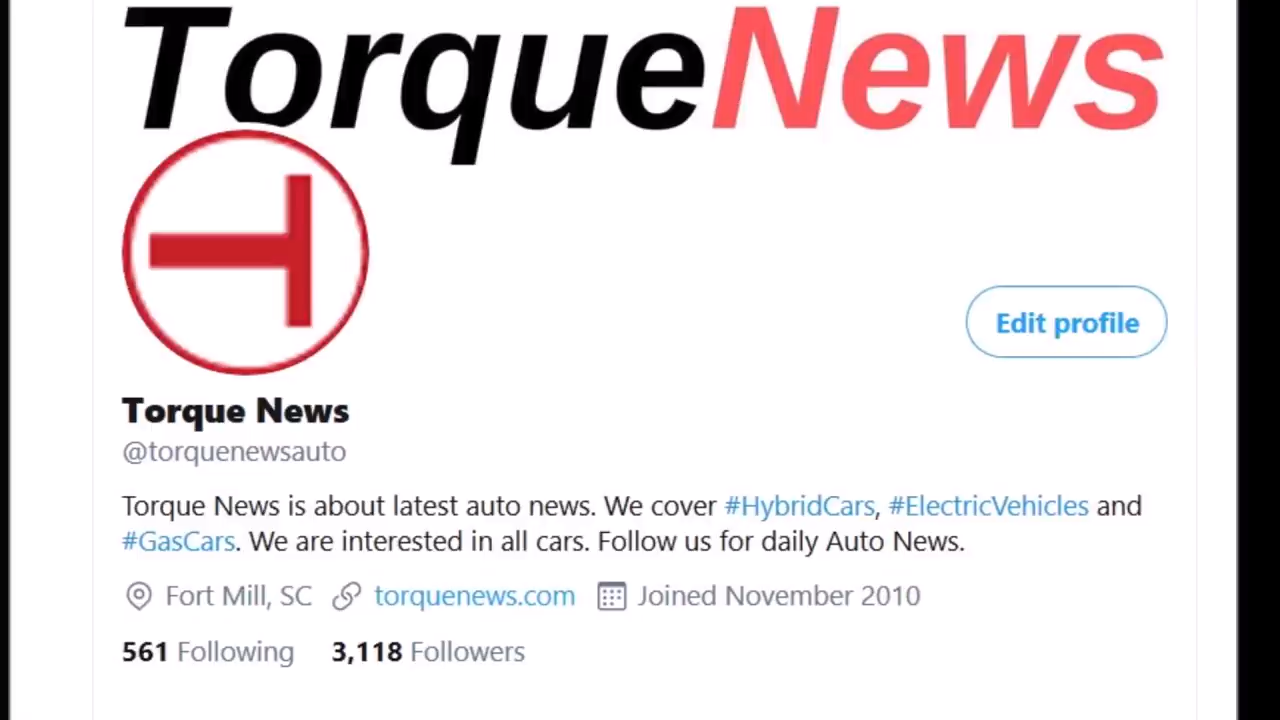 TorqueNews
T
Edit profile
Torque News
@torquenewsauto
Torque News is about latest auto news. We cover #HybridCars, #ElectricVehicles and
#GasCars. We are interested in all cars. Follow us for daily Auto News.
Fort Mill, SC torquenews.com Joined November 2010
561 Following 3,118 Followers